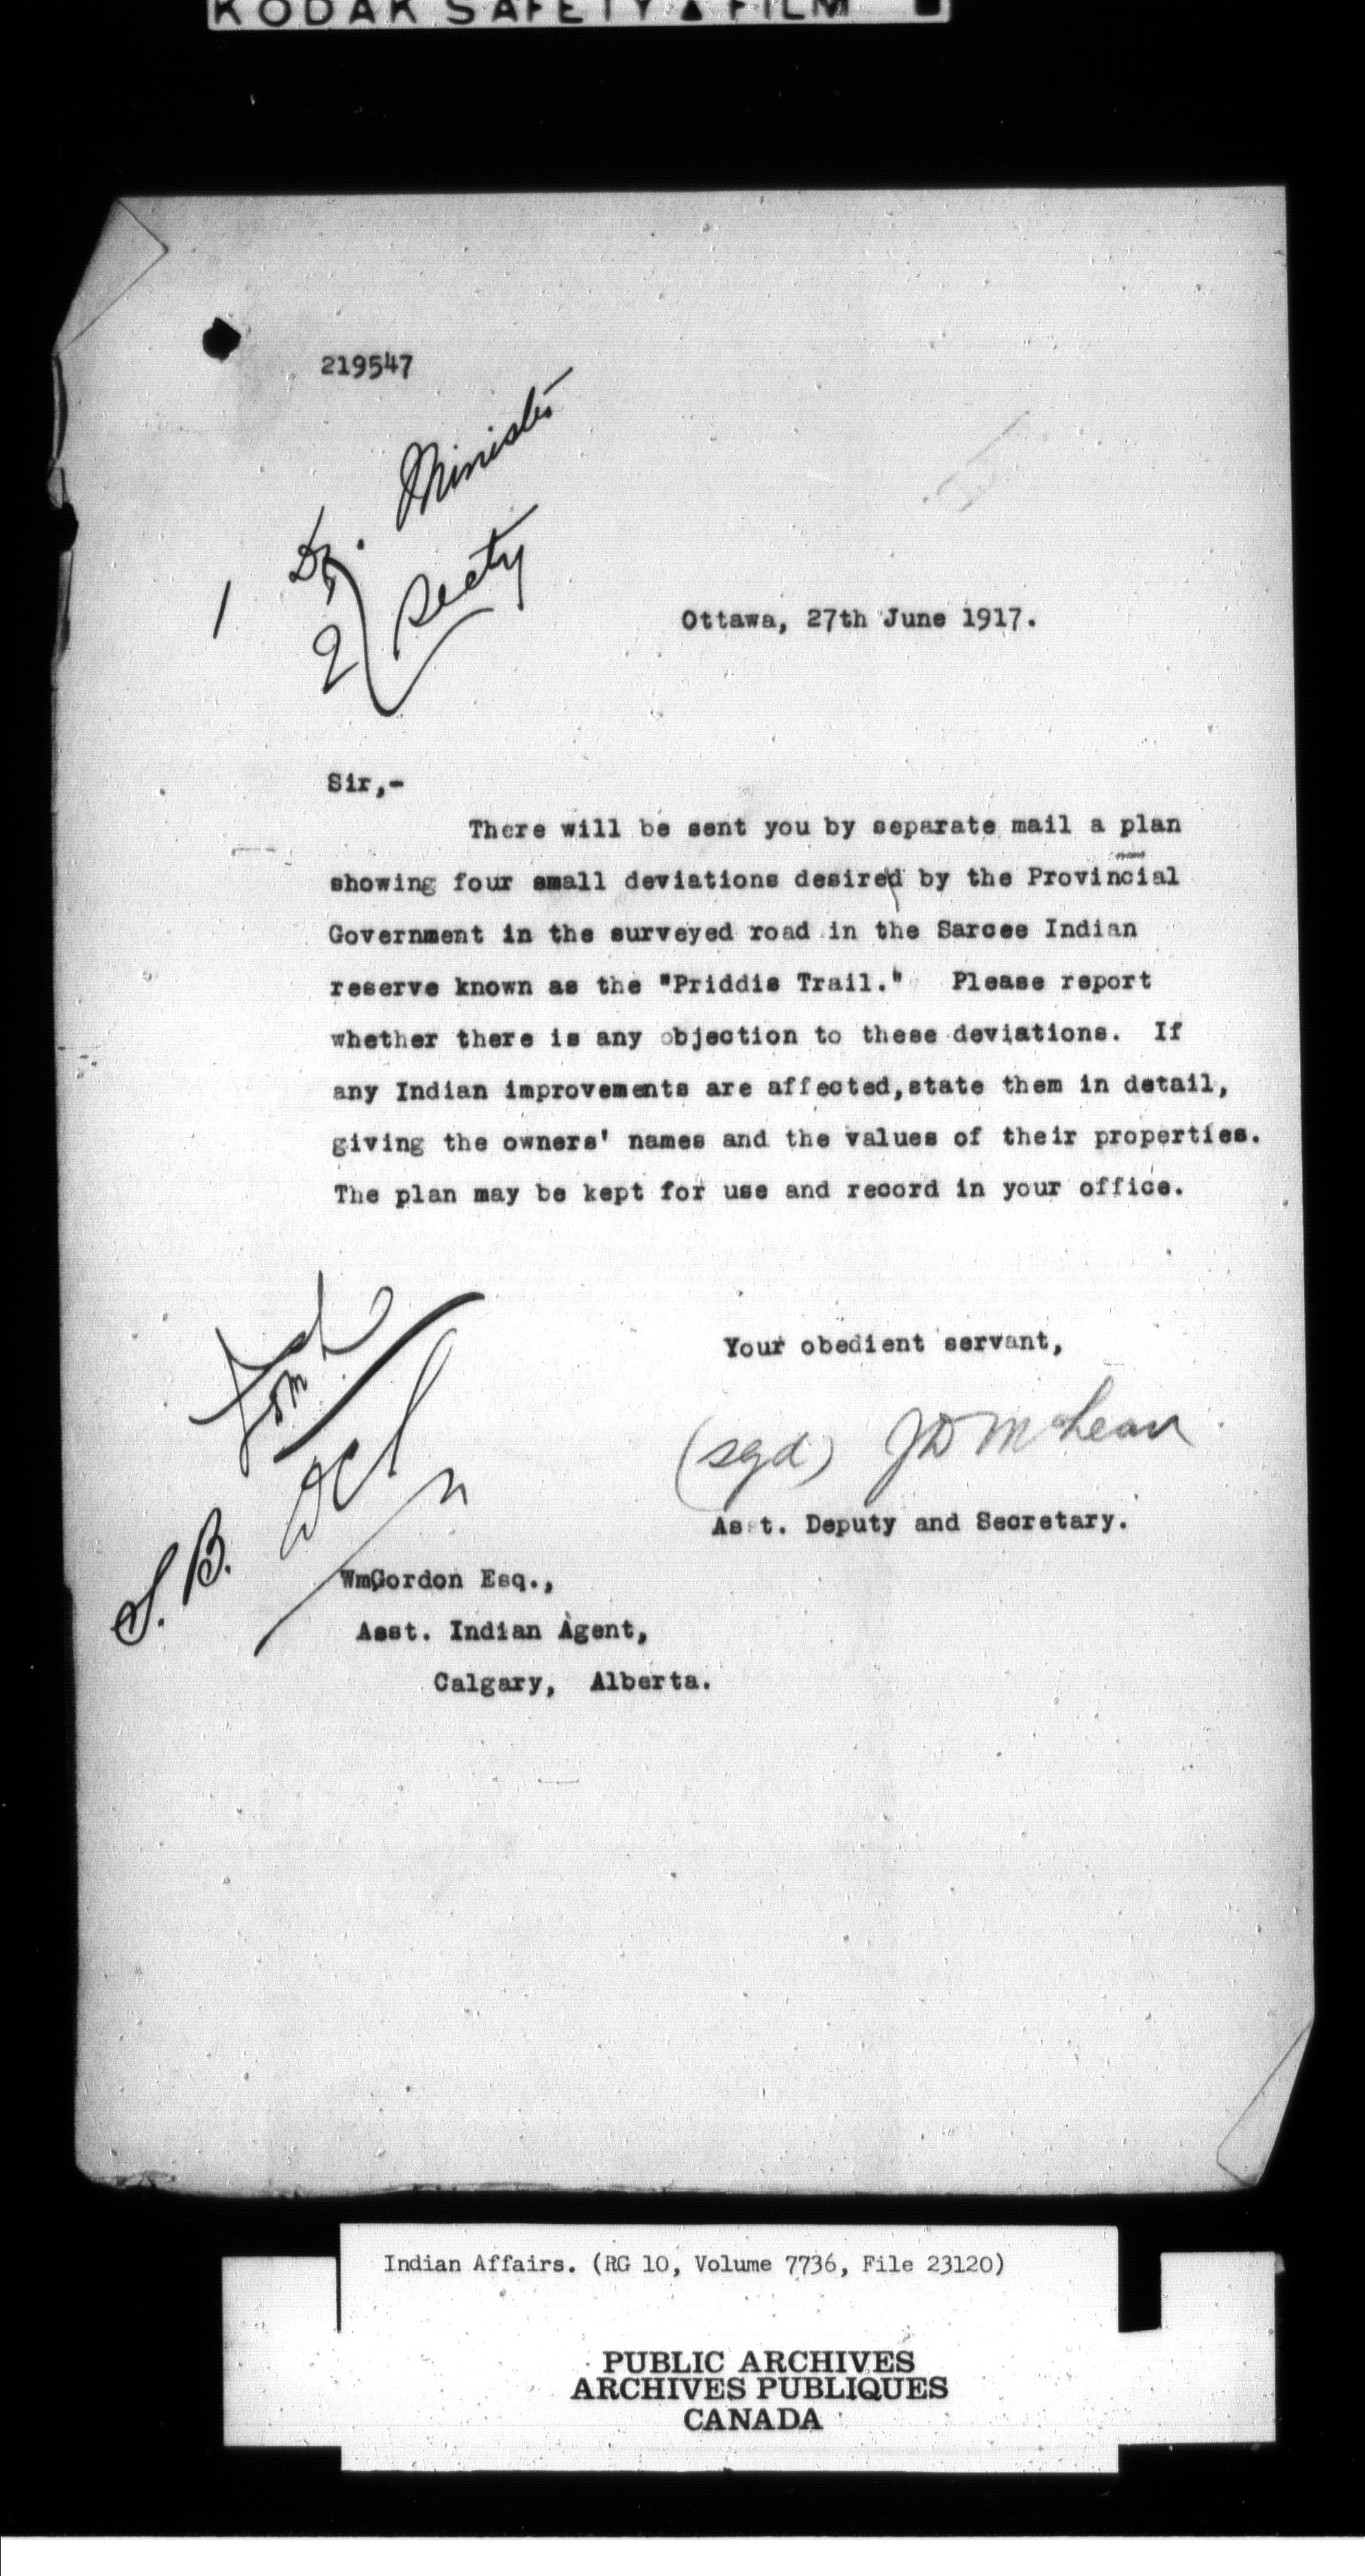 KODAK SAFETY ▲ FILM
219547
1 Dy. Minister
2 Secty
Ottawa, 27th June 1917.
Sir,-
There will be sent you by separate mail a plan
showing four small deviations desired by the Provincial
Government in the surveyed road in the Sarcee Indian
reserve known as the "Priddis Trail." Please report
whether there is any objection to these deviations. If
any Indian improvements are affected,state them in detail,
giving the owners' names and the values of their properties.
The plan may be kept for use and record in your office.
Your obedient servant,
(sgd) JD McLean
Asst. Deputy and Secretary.
S. B.
WmGordon Esq.,
Asst. Indian Agent,
Calgary, Alberta.
Indian Affairs. (RG 10, Volume 7736, File 23120)
PUBLIC ARCHIVES
ARCHIVES PUBLIQUES
CANADA